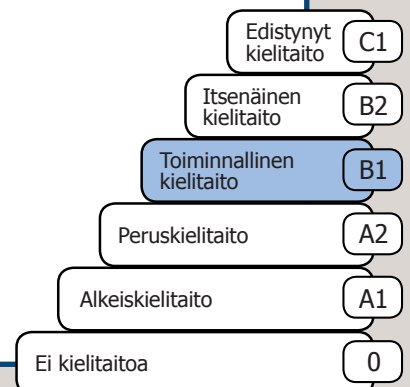 Edistynyt
kielitaito
C1
Itsenäinen
kielitaito
B2
Toiminnallinen
kielitaito
B1
Peruskielitaito
A2
Alkeiskielitaito
A1
Ei kielitaitoa
0